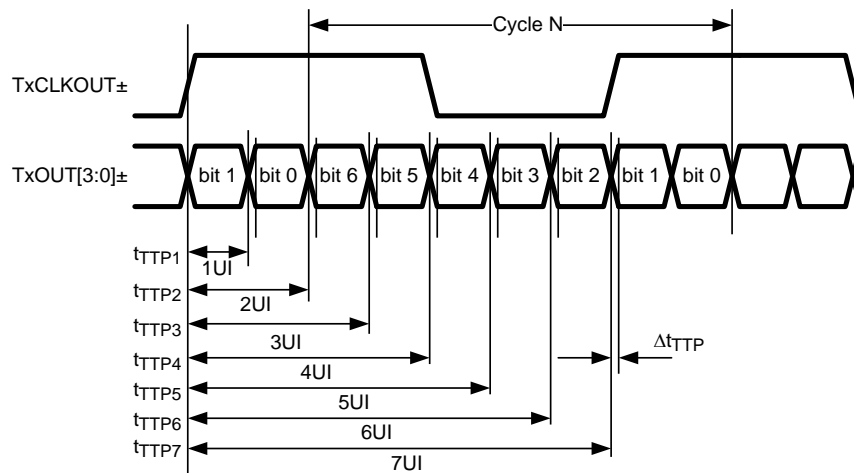 Cycle N
TxCLKOUT±
TxOUT[3:0]±
bit 1 bit 0 bit 6 bit 5 bit 4 bit 3 bit 2 bit 1 bit 0
tTTP1
1UI
tTTP2
2UI
tTTP3
3UI
ΔtTTP
tTTP4
4UI
tTTP5
5UI
tTTP6
6UI
tTTP7
7UI